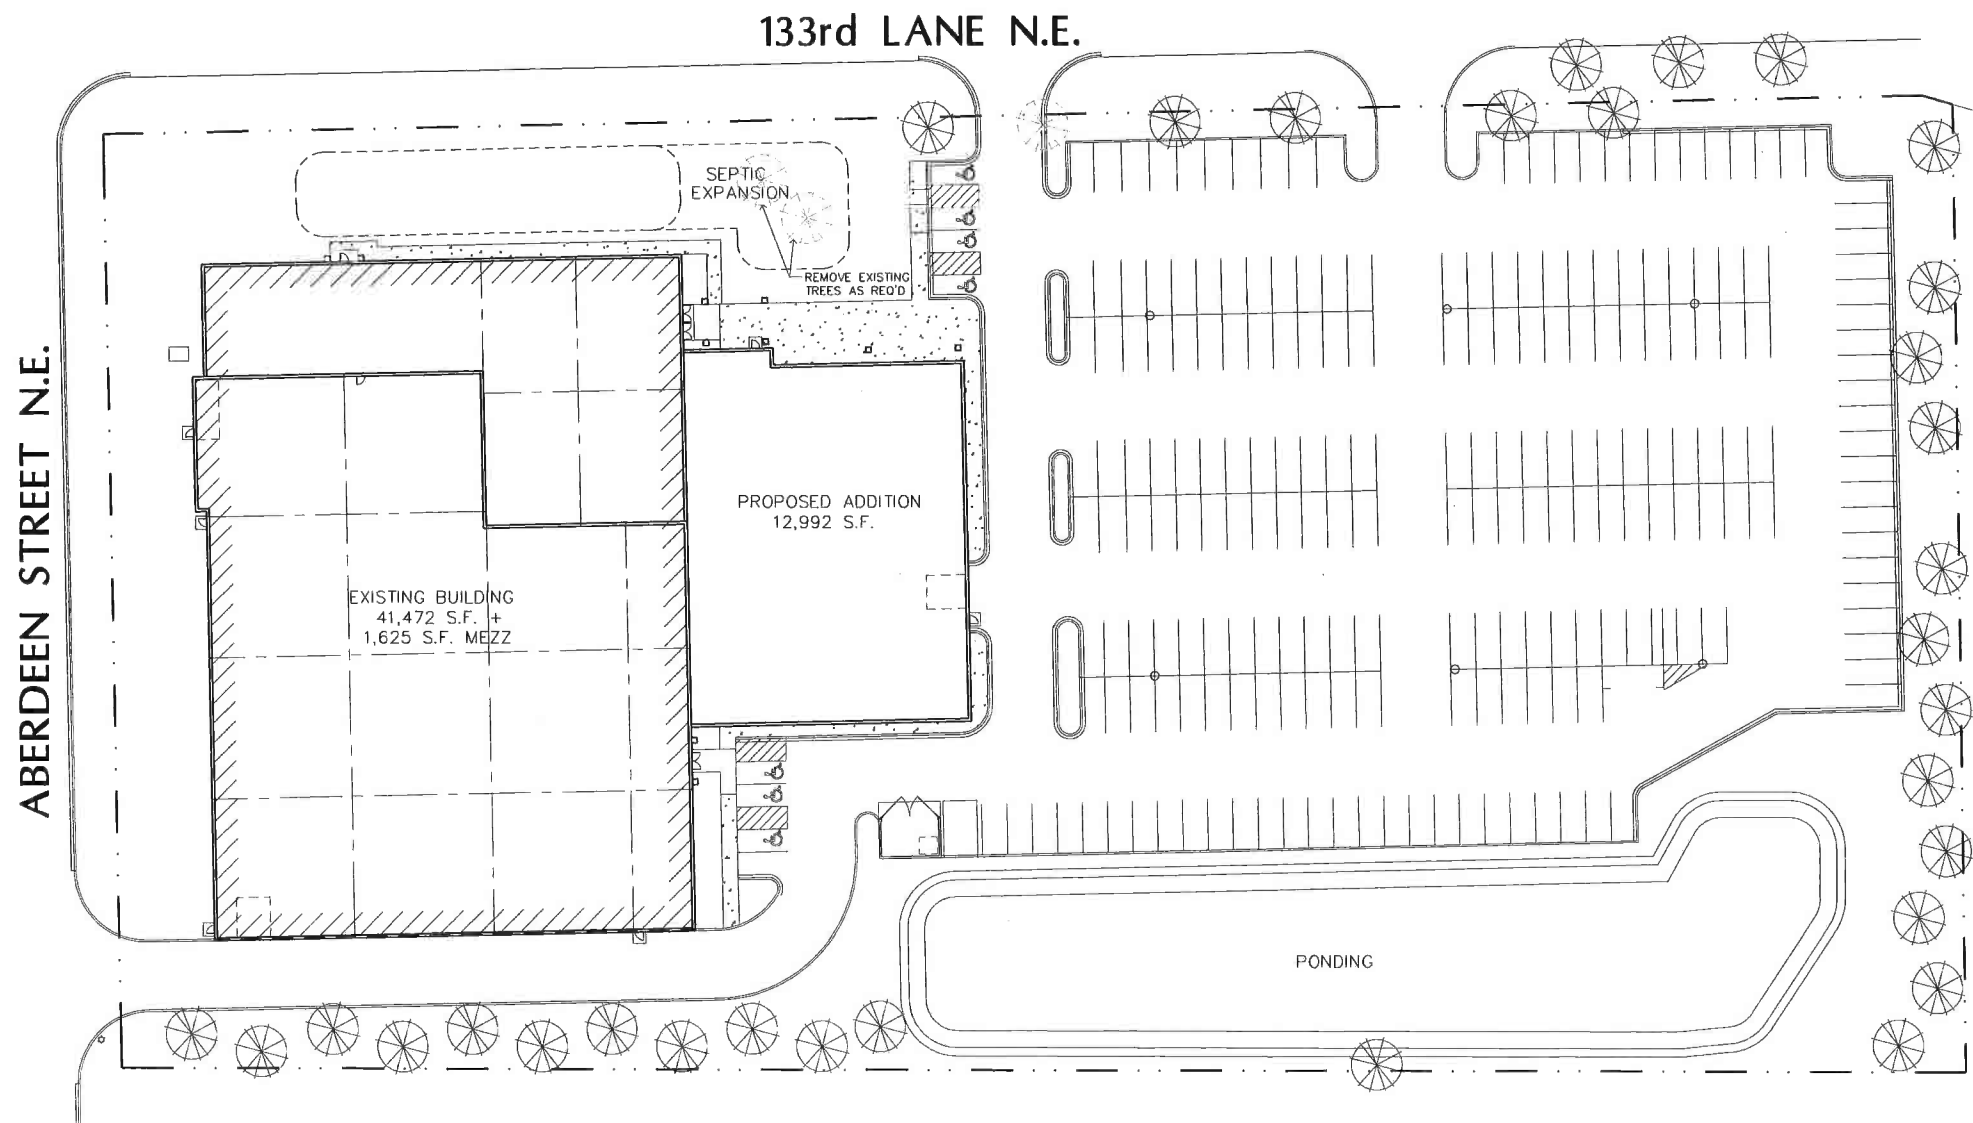 133rd LANE N.E.
SEPTIC
EXPANSION
REMOVE EXISTING
TREES AS REQ'D
ABERDEEN STREET N.E.
PROPOSED ADDITION
12,992 S.F.
EXISTING BUILDING
41,472 S.F. +
1,625 S.F. MEZZ
PONDING